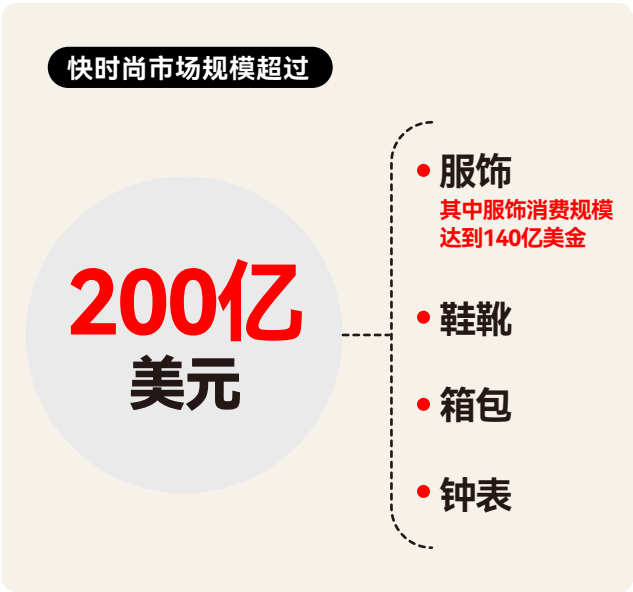 快时尚市场规模超过
200亿
美元
服饰
其中服饰消费规模
达到140亿美金
鞋靴
箱包
钟表